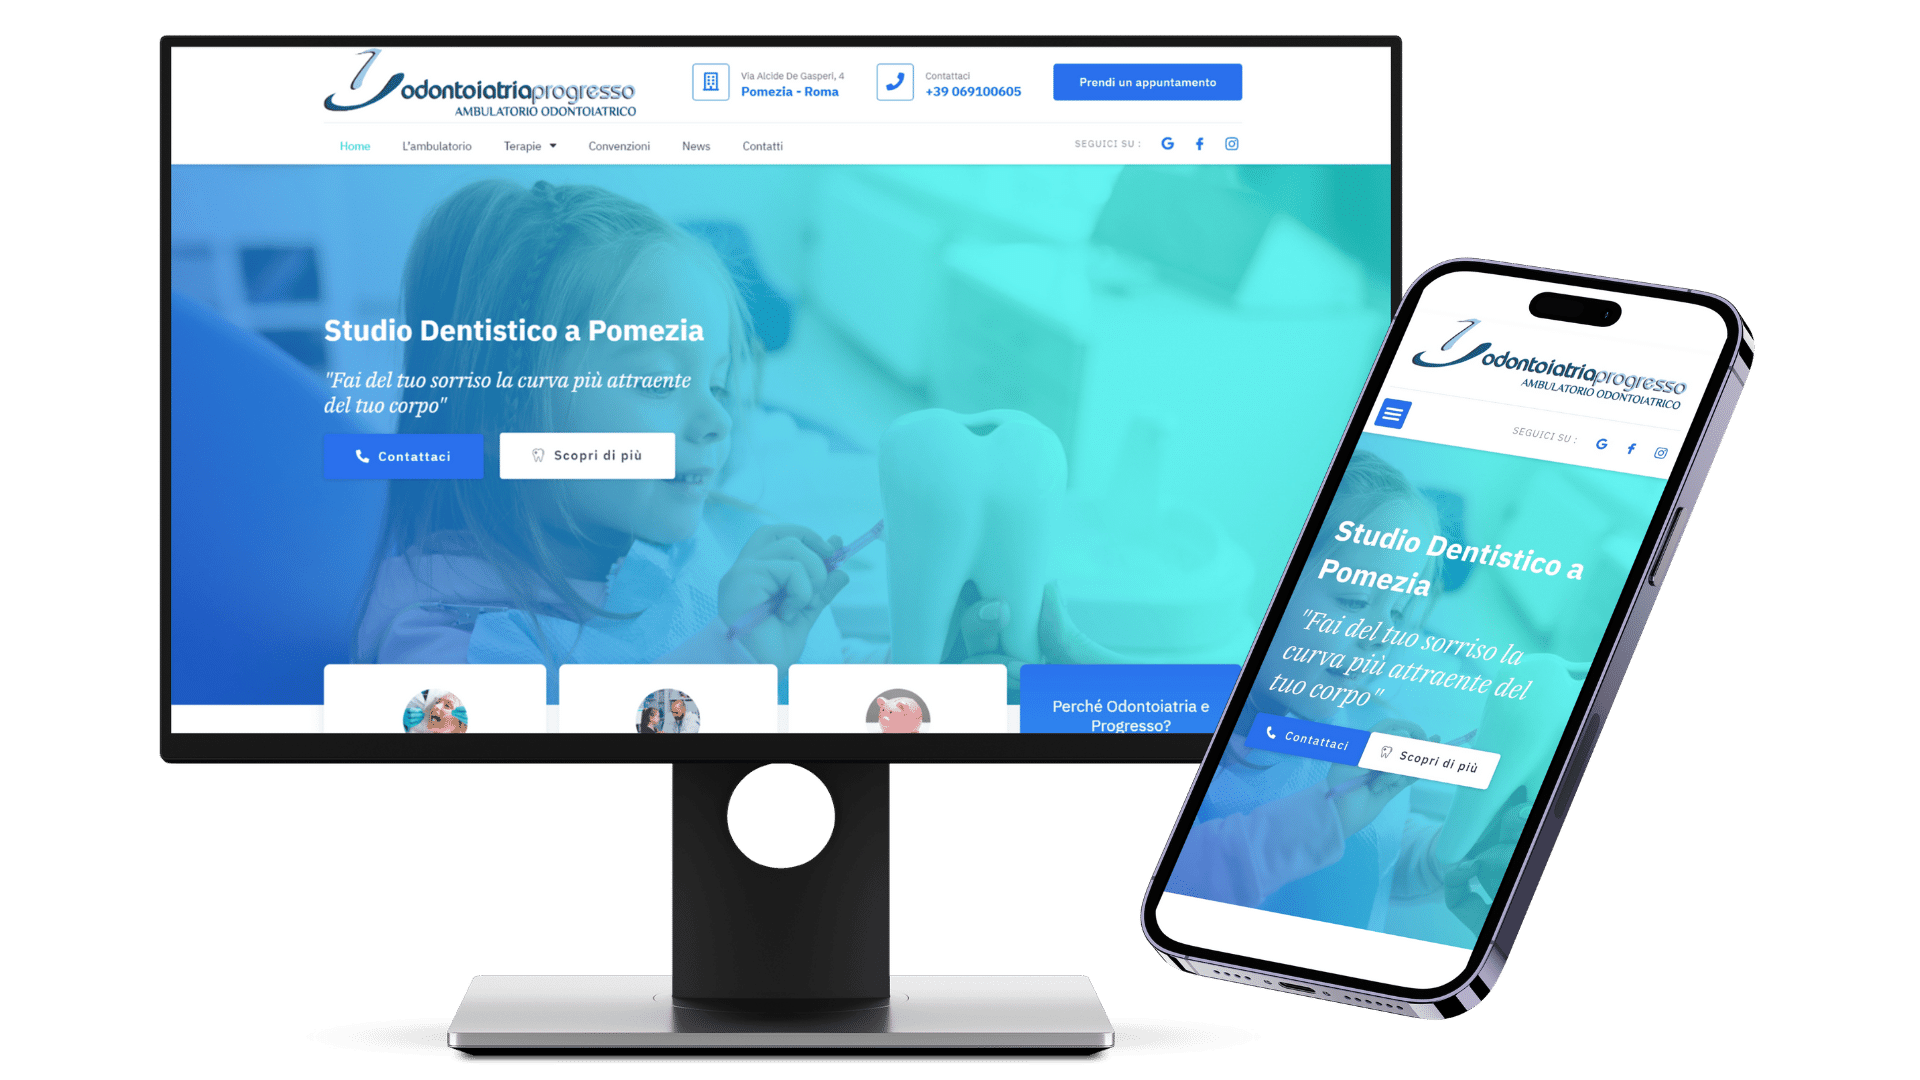 odontoiatriaprogresso
AMBULATORIO ODONTOIATRICO
Via Alcide De Gasperi, 4
Pomezia - Roma
Contattaci
+39 069100605
Prendi un appuntamento
Home
L'ambulatorio
Terapie
Convenzioni
News
Contatti
SEGUICI SU :
Studio Dentistico a Pomezia
"Fai del tuo sorriso la curva più attraente
del tuo corpo"
Contattaci
Scopri di più
Perché Odontoiatria e
Progresso?
odontoiatriaprogresso
AMBULATORIO ODONTOIATRICO
SEGUICI SU :
Studio Dentistico a
Pomezia
"Fai del tuo sorriso la
curva più attraente del
tuo corpo"
Contattaci
Scopri di più